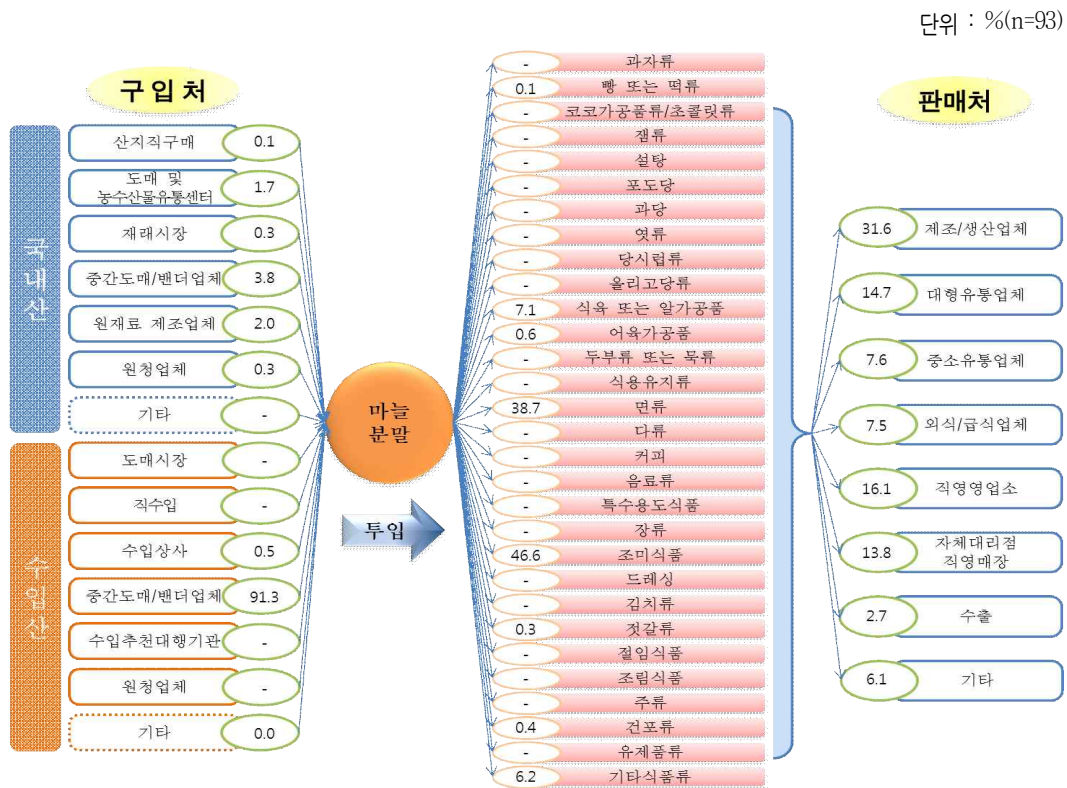 단위 : %(n=93)
구 입 처
국내산
산지직구매 0.1
도매 및
농수산물유통센터 1.7
재래시장 0.3
중간도매/밴더업체 3.8
원재료 제조업체 2.0
원청업체 0.3
기타 -
수입산
도매시장 -
직수입 -
수입상사 0.5
중간도매/밴더업체 91.3
수입추천대행기관 -
원청업체 -
기타 0.0
마늘
분말
투입
- 과자류
0.1 빵 또는 떡류
- 코코가공품류/초콜릿류
- 잼류
- 설탕
- 포도당
- 과당
- 엿류
- 당시럽류
- 올리고당류
7.1 식육 또는 알가공품
0.6 어육가공품
- 두부류 또는 묵류
- 식용유지류
38.7 면류
- 다류
- 커피
- 음료류
- 특수용도식품
- 장류
46.6 조미식품
- 드레싱
- 김치류
0.3 젓갈류
- 절임식품
- 조림식품
- 주류
0.4 건포류
- 유제품류
6.2 기타식품류
판매처
31.6 제조/생산업체
14.7 대형유통업체
7.6 중소유통업체
7.5 외식/급식업체
16.1 직영영업소
13.8 자체대리점
직영매장
2.7 수출
6.1 기타